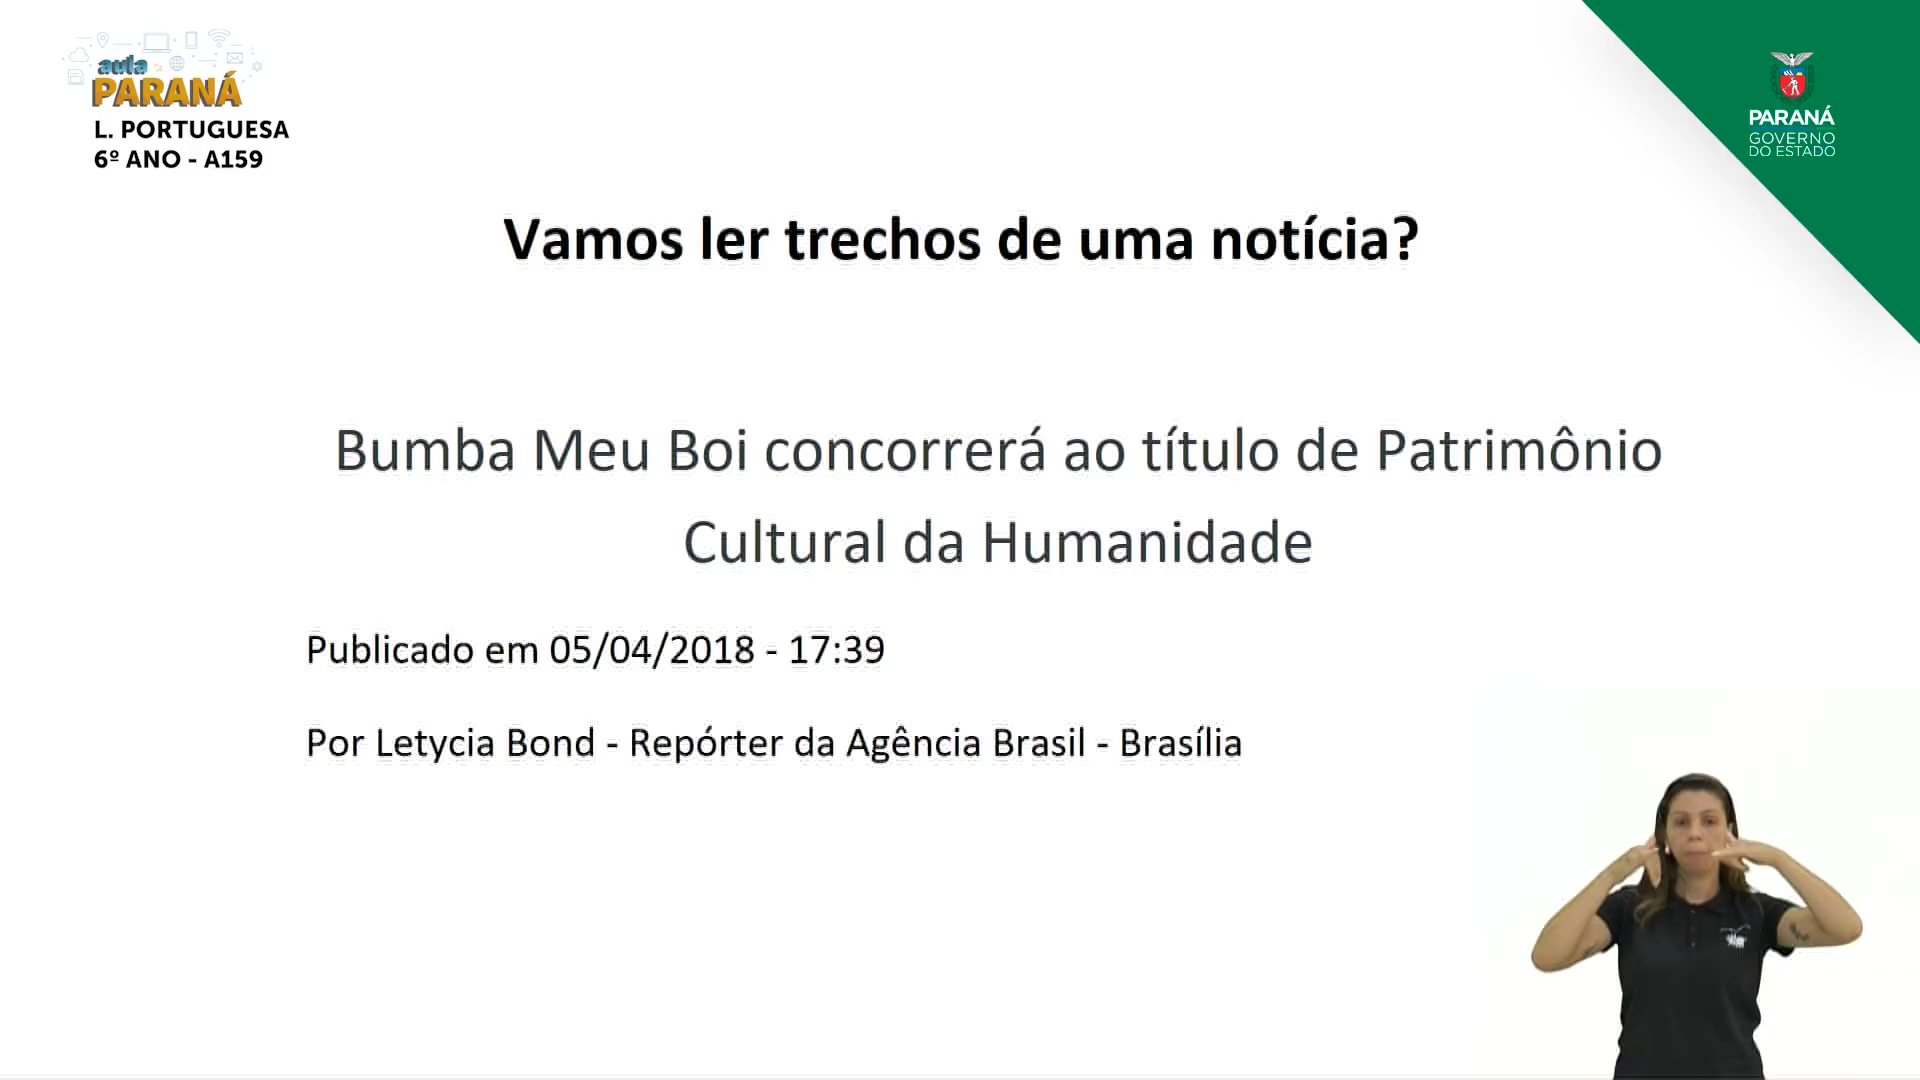 aula
PARANÁ
L. PORTUGUESA
6º ANO - A159
PARANÁ
GOVERNO
DO ESTADO
Vamos ler trechos de uma notícia?
Bumba Meu Boi concorrerá ao título de Patrimônio
Cultural da Humanidade
Publicado em 05/04/2018 - 17:39
Por Letycia Bond - Repórter da Agência Brasil - Brasília